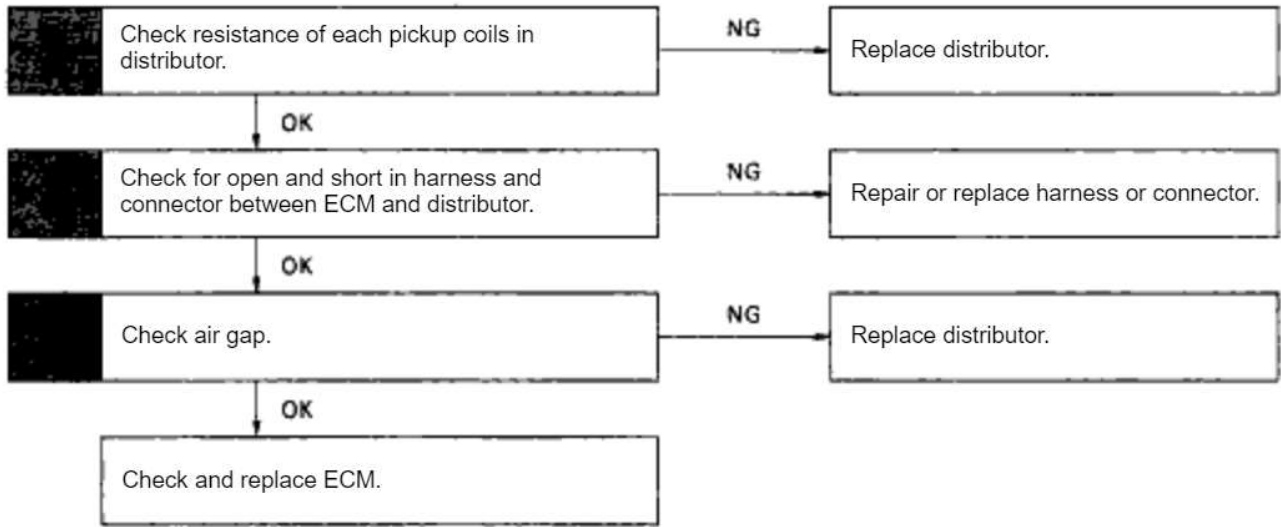 Check resistance of each pickup coils in
distributor.
NG
Replace distributor.
OK
Check for open and short in harness and
connector between ECM and distributor.
NG
Repair or replace harness or connector.
OK
Check air gap.
NG
Replace distributor.
OK
Check and replace ECM.